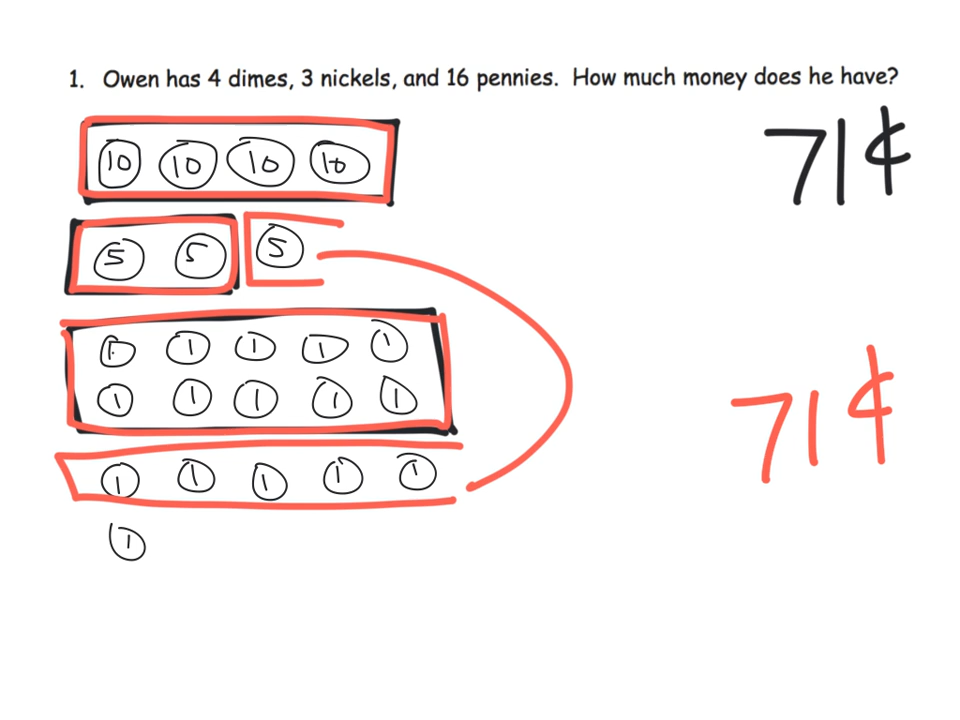 1. Owen has 4 dimes, 3 nickels, and 16 pennies. How much money does he have?
71¢
10 10 10 10
5 5 5
1 1 1 1 1
1 1 1 1 1
71¢
1 1 1 1 1
1